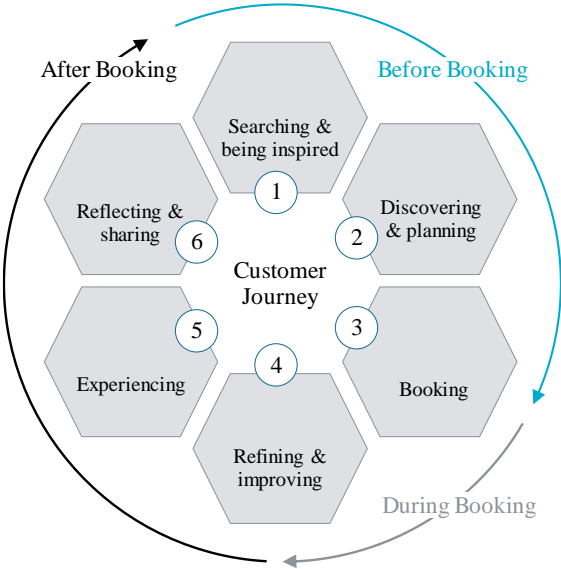 After Booking
Before Booking
Searching &
being inspired
1
Discovering
& planning
2
Booking
3
Refining &
improving
4
Experiencing
5
Reflecting &
sharing
6
Customer
Journey
During Booking